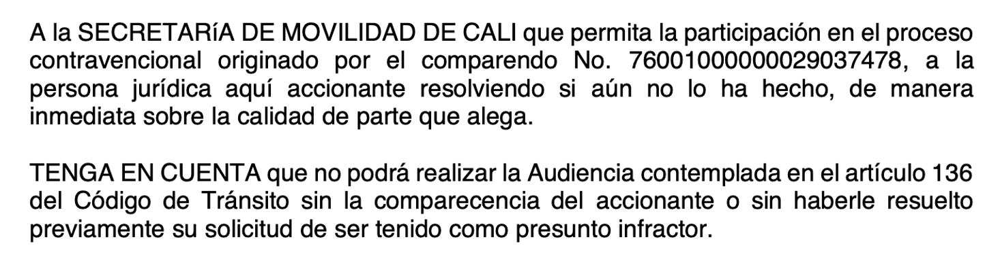 A la SECRETARíA DE MOVILIDAD DE CALI que permita la participación en el proceso
contravencional originado por el comparendo No. 76001000000029037478, a la
persona jurídica aquí accionante resolviendo si aún no lo ha hecho, de manera
inmediata sobre la calidad de parte que alega.
TENGA EN CUENTA que no podrá realizar la Audiencia contemplada en el artículo 136
del Código de Tránsito sin la comparecencia del accionante o sin haberle resuelto
previamente su solicitud de ser tenido como presunto infractor.